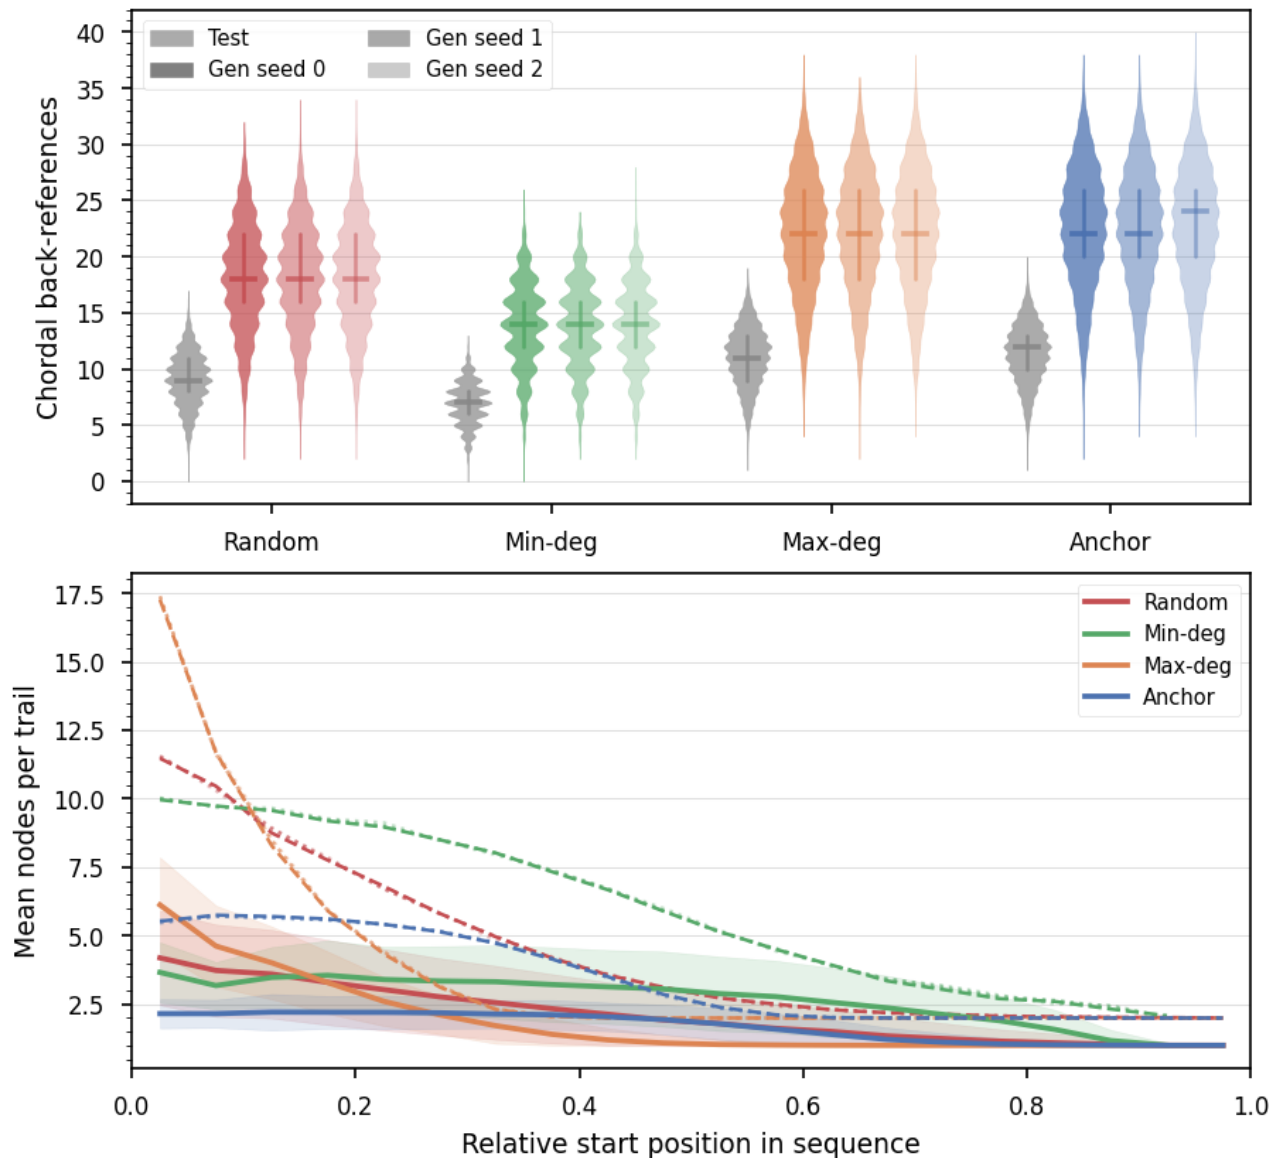 Chordal back-references
40
35
30
25
20
15
10
5
0
Test
Gen seed 0
Gen seed 1
Gen seed 2
Random
Min-deg
Max-deg
Anchor
Mean nodes per trail
17.5
15.0
12.5
10.0
7.5
5.0
2.5
Random
Min-deg
Max-deg
Anchor
0.0
0.2
0.4
0.6
0.8
1.0
Relative start position in sequence